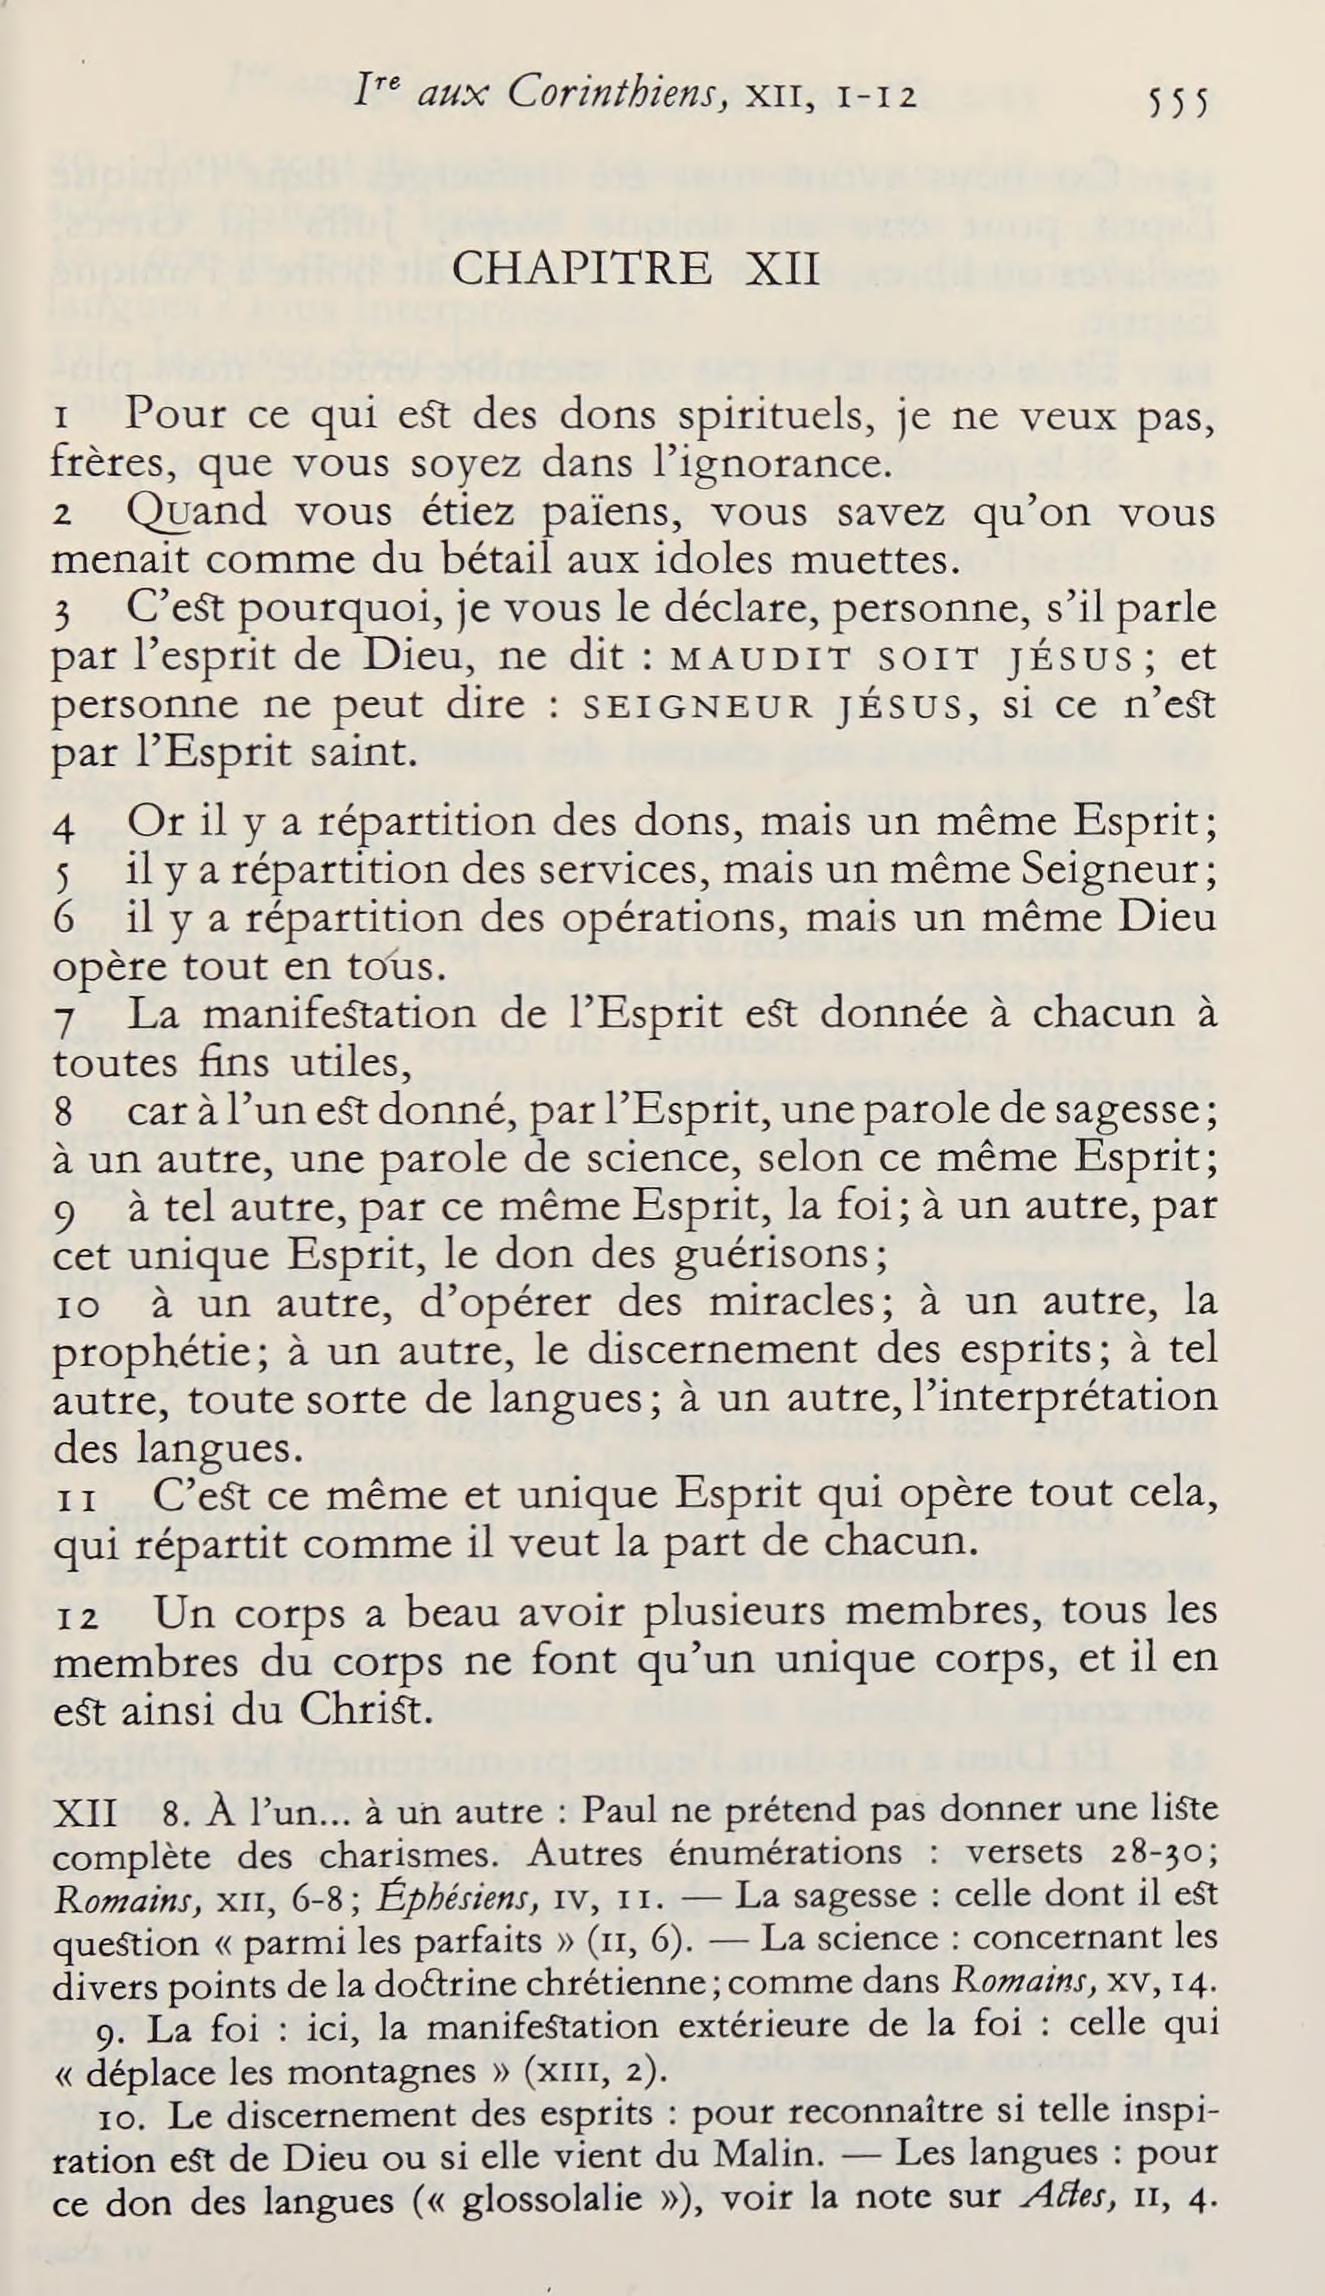 Ire aux Corinthiens, XII, 1-12 555
CHAPITRE XII
1 Pour ce qui est des dons spirituels, je ne veux pas,
frères, que vous soyez dans l’ignorance.
2 Quand vous étiez païens, vous savez qu’on vous
menait comme du bétail aux idoles muettes.
3 C’est pourquoi, je vous le déclare, personne, s’il parle
par l’esprit de Dieu, ne dit : MAUDIT SOIT JÉSUS ; et
personne ne peut dire : SEIGNEUR JÉSUS, si ce n’est
par l’Esprit saint.
4 Or il y a répartition des dons, mais un même Esprit ;
5 il y a répartition des services, mais un même Seigneur ;
6 il y a répartition des opérations, mais un même Dieu
opère tout en tous.
7 La manifestation de l’Esprit est donnée à chacun à
toutes fins utiles,
8 car à l’un est donné, par l’Esprit, une parole de sagesse ;
à un autre, une parole de science, selon ce même Esprit ;
9 à tel autre, par ce même Esprit, la foi ; à un autre, par
cet unique Esprit, le don des guérisons ;
10 à un autre, d’opérer des miracles ; à un autre, la
prophétie ; à un autre, le discernement des esprits ; à tel
autre, toute sorte de langues ; à un autre, l’interprétation
des langues.
11 C’est ce même et unique Esprit qui opère tout cela,
qui répartit comme il veut la part de chacun.
12 Un corps a beau avoir plusieurs membres, tous les
membres du corps ne font qu’un unique corps, et il en
est ainsi du Christ.
XII 8. À l’un... à un autre : Paul ne prétend pas donner une liste
complète des charismes. Autres énumérations : versets 28-30 ;
Romains, XII, 6-8 ; Éphésiens, IV, 11. — La sagesse : celle dont il est
question « parmi les parfaits » (II, 6). — La science : concernant les
divers points de la doctrine chrétienne ; comme dans Romains, XV, 14.
9. La foi : ici, la manifestation extérieure de la foi : celle qui
« déplace les montagnes » (XIII, 2).
10. Le discernement des esprits : pour reconnaître si telle inspi-
ration est de Dieu ou si elle vient du Malin. — Les langues : pour
ce don des langues (« glossolalie »), voir la note sur Actes, II, 4.